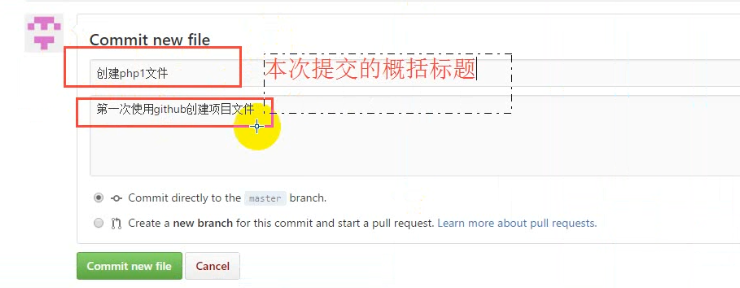 Commit new file
创建php1文件
本次提交的概括标题
第一次使用github创建项目文件
Commit directly to the master branch.
Create a new branch for this commit and start a pull request. Learn more about pull requests.
Commit new file
Cancel